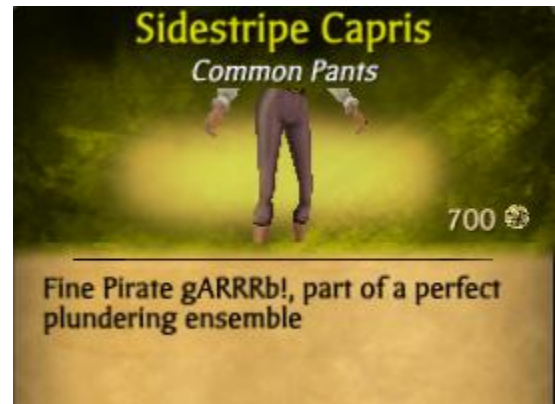 Sidestripe Capris
Common Pants
700
Fine Pirate gARRRb!, part of a perfect
plundering ensemble